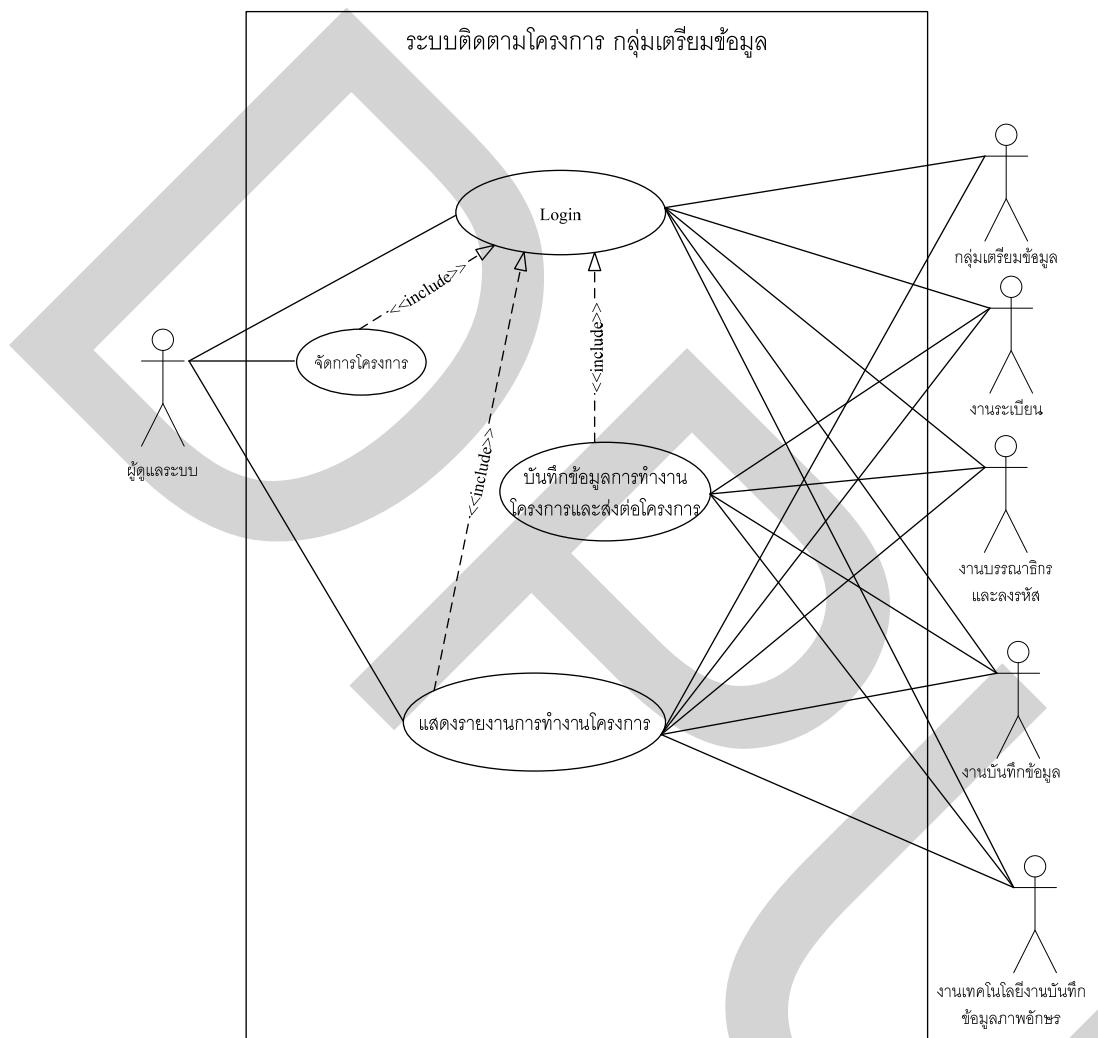 ระบบติดตามโครงการ กลุ่มเตรียมข้อมูล
Login
กลุ่มเตรียมข้อมูล
<<include>>
<<include>>
จัดการโครงการ
งานระเบียน
ผู้ดูแลระบบ
<<include>>
บันทึกข้อมูลการทำงาน
โครงการและส่งต่อโครงการ
งานบรรณาธิกร
และลงรหัส
แสดงรายงานการทำงานโครงการ
งานบันทึกข้อมูล
งานเทคโนโลยีงานบันทึก
ข้อมูลภาพอักษร